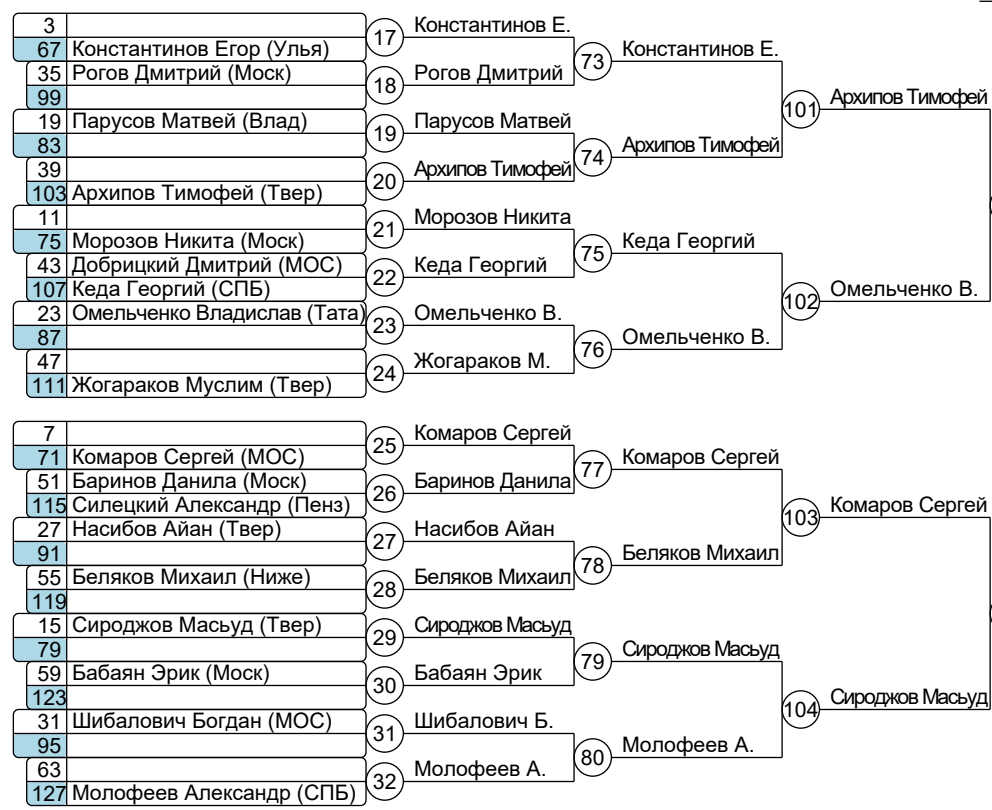 3
67 Константинов Егор (Улья)
17
Константинов Е.
35 Рогов Дмитрий (Моск)
99
18
Рогов Дмитрий
73
Константинов Е.
19 Парусов Матвей (Влад)
83
19
Парусов Матвей
39
103 Архипов Тимофей (Твер)
20
Архипов Тимофей
74
Архипов Тимофей
101
Архипов Тимофей
11
75 Морозов Никита (Моск)
21
Морозов Никита
43 Добрицкий Дмитрий (МОС)
107 Кеда Георгий (СПБ)
22
Кеда Георгий
75
Кеда Георгий
23 Омельченко Владислав (Тата)
87
23
Омельченко В.
47
111 Жогараков Муслим (Твер)
24
Жогараков М.
76
Омельченко В.
102
Омельченко В.
7
71 Комаров Сергей (МОС)
25
Комаров Сергей
51 Баринов Данила (Моск)
115 Силецкий Александр (Пенз)
26
Баринов Данила
77
Комаров Сергей
27 Насибов Айан (Твер)
91
27
Насибов Айан
55 Беляков Михаил (Ниже)
119
28
Беляков Михаил
78
Беляков Михаил
103
Комаров Сергей
15 Сироджов Масьуд (Твер)
79
29
Сироджов Масьуд
59 Бабаян Эрик (Моск)
123
30
Бабаян Эрик
79
Сироджов Масьуд
31 Шибалович Богдан (МОС)
95
31
Шибалович Б.
63
127 Молофеев Александр (СПБ)
32
Молофеев А.
80
Молофеев А.
104
Сироджов Масьуд